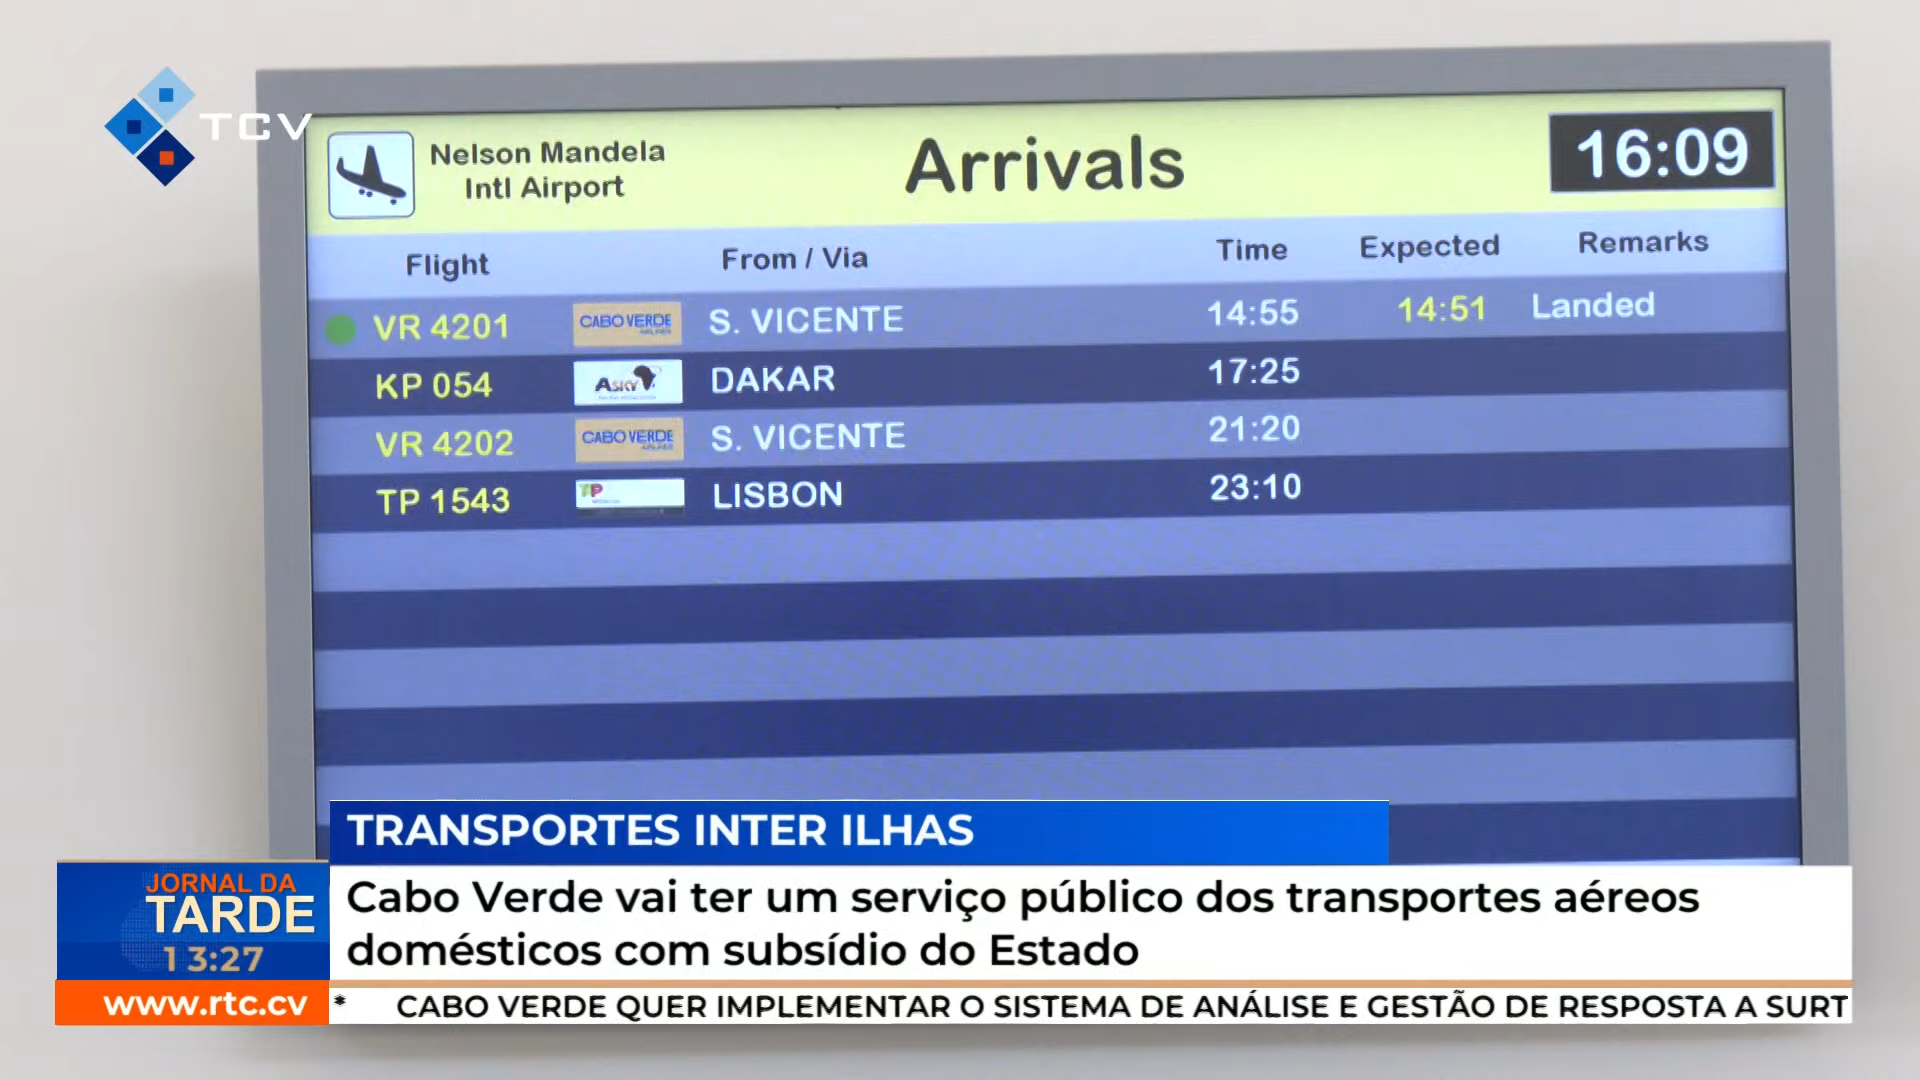 TCV
Nelson Mandela
Intl Airport
Arrivals
16:09
Flight From / Via Time Expected Remarks
VR 4201 CABO VERDE AIRLINES S. VICENTE 14:55 14:51 Landed
KP 054 ASKY DAKAR 17:25
VR 4202 CABO VERDE AIRLINES S. VICENTE 21:20
TP 1543 TP LISBON 23:10
TRANSPORTES INTER ILHAS
JORNAL DA
TARDE
13:27
Cabo Verde vai ter um serviço público dos transportes aéreos
domésticos com subsídio do Estado
www.rtc.cv
* CABO VERDE QUER IMPLEMENTAR O SISTEMA DE ANÁLISE E GESTÃO DE RESPOSTA A SURT